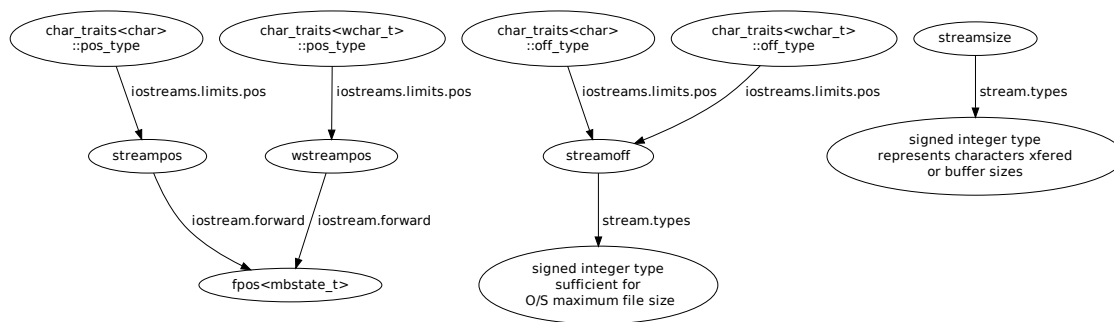 char_traits<char>
::pos_type
char_traits<wchar_t>
::pos_type
char_traits<char>
::off_type
char_traits<wchar_t>
::off_type
streamsize
iostreams.limits.pos
iostreams.limits.pos
iostreams.limits.pos
iostreams.limits.pos
stream.types
streampos
wstreampos
streamoff
signed integer type
represents characters xfered
or buffer sizes
iostream.forward
iostream.forward
stream.types
fpos<mbstate_t>
signed integer type
sufficient for
O/S maximum file size